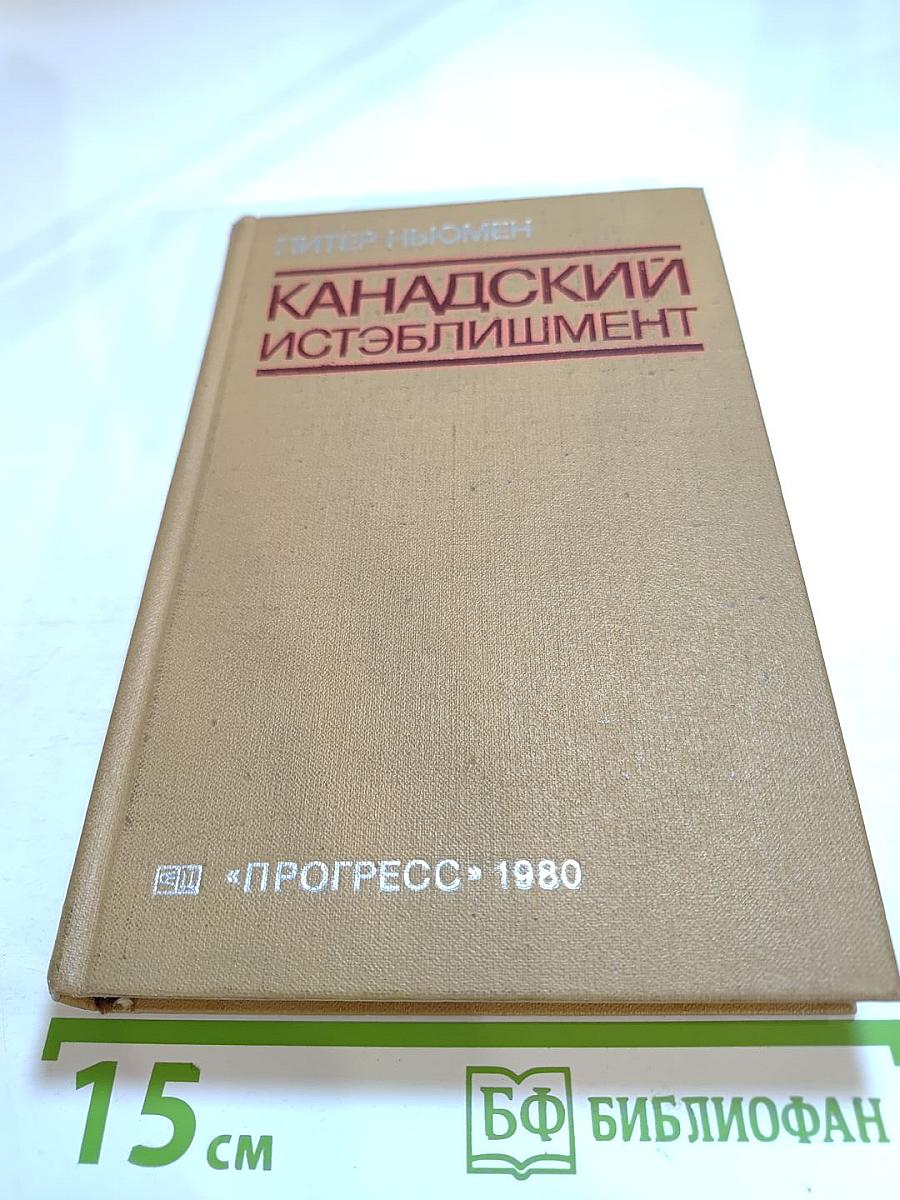 ПИТЕР НЬЮМЕН
КАНАДСКИЙ
ИСТЭБЛИШМЕНТ
«ПРОГРЕСС» 1980
15 см
БФ БИБЛИОФАН